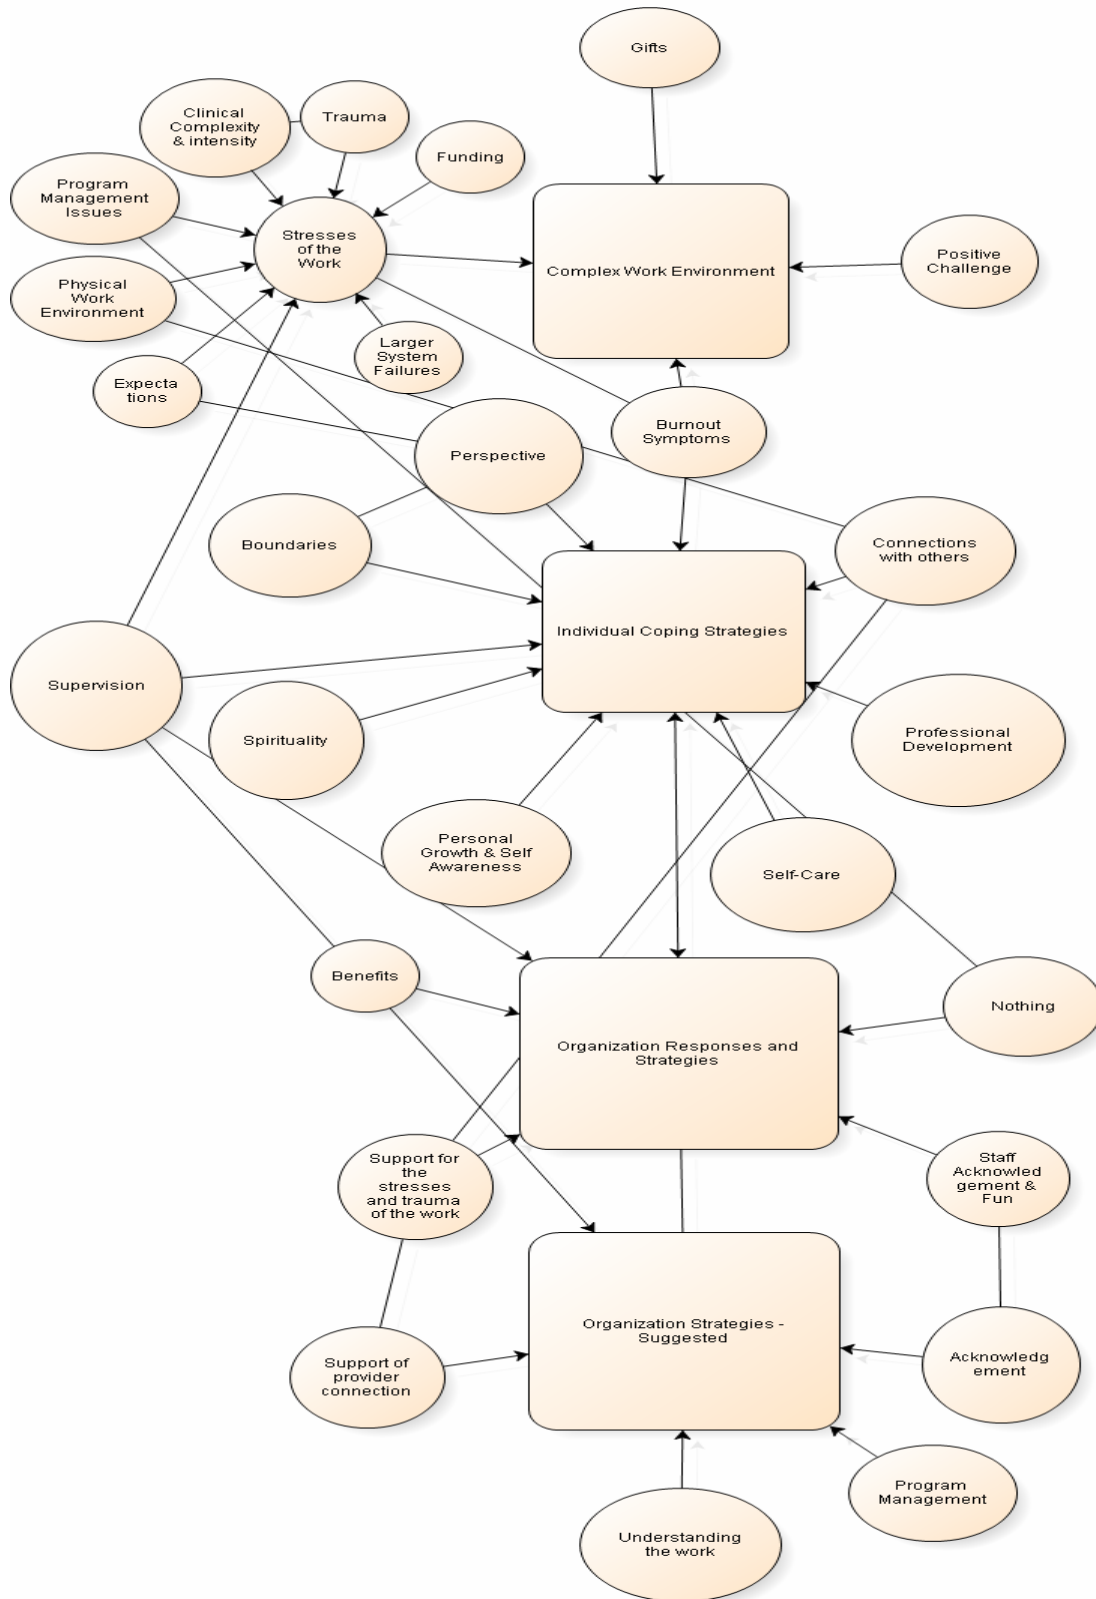 Gifts
Clinical
Complexity
& intensity
Trauma
Funding
Program
Management
Issues
Stresses
of the
Work
Complex Work Environment
Positive
Challenge
Physical
Work
Environment
Larger
System
Failures
Expecta
tions
Burnout
Symptoms
Perspective
Boundaries
Connections
with others
Individual Coping Strategies
Supervision
Spirituality
Professional
Development
Personal
Growth & Self
Awareness
Self-Care
Benefits
Nothing
Organization Responses and
Strategies
Support for
the
stresses
and trauma
of the work
Staff
Acknowled
gement &
Fun
Organization Strategies -
Suggested
Support of
provider
connection
Acknowledg
ement
Program
Management
Understanding
the work